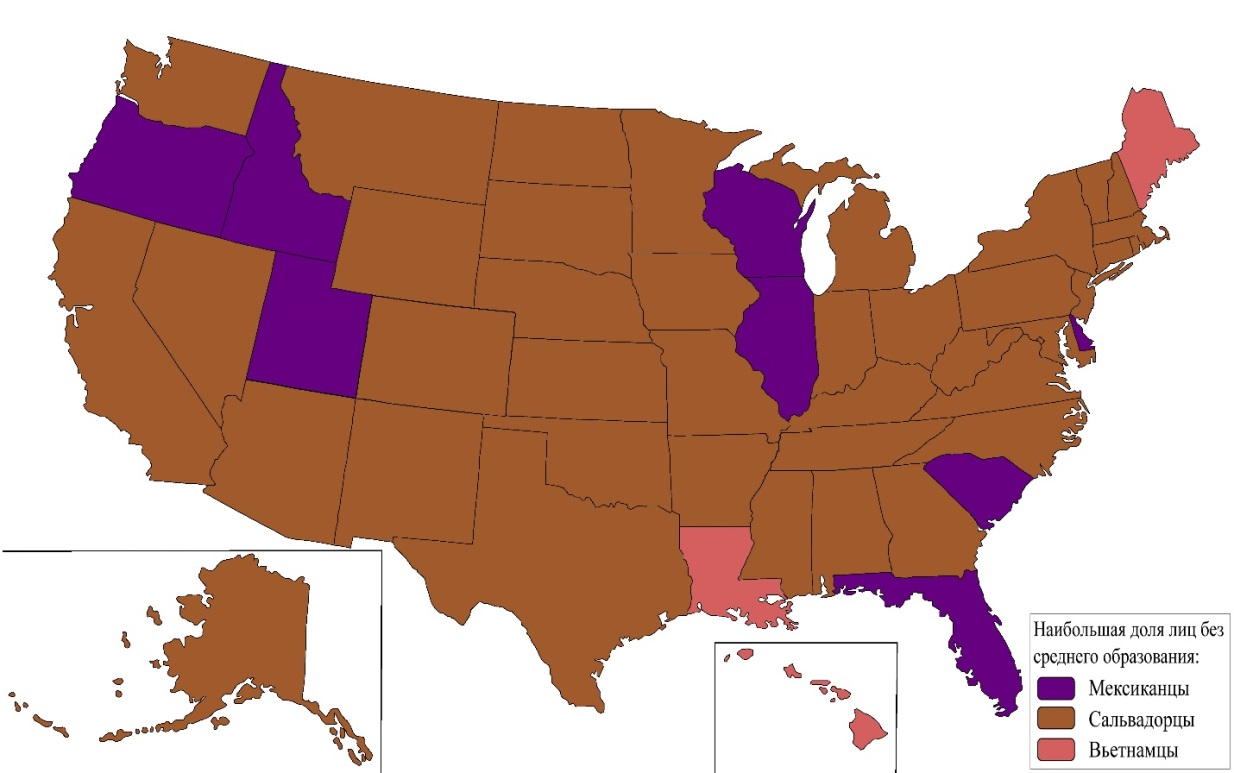 Наибольшая доля лиц без
среднего образования:
Мексиканцы
Сальвадорцы
Вьетнамцы